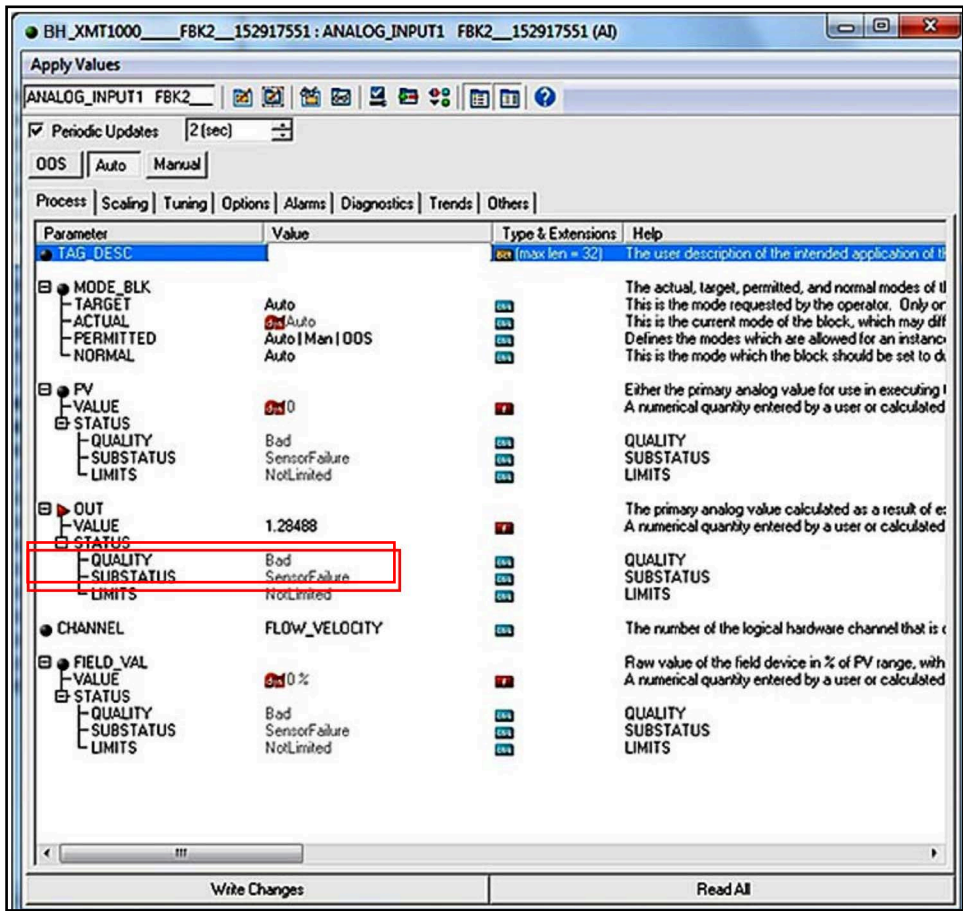 BH_XMT1000_____FBK2__152917551 : ANALOG_INPUT1 FBK2__152917551 (AI)
Apply Values
ANALOG_INPUT1 FBK2__
Periodic Updates 2 (sec)
OOS Auto Manual
Process Scaling Tuning Options Alarms Diagnostics Trends Others
Parameter Value Type & Extensions Help
TAG_DESC (max len = 32) The user description of the intended application of
MODE_BLK The actual, target, permitted, and normal modes of
TARGET Auto This is the mode requested by the operator. Only
ACTUAL Auto This is the current mode of the block, which may
PERMITTED Auto | Man | OOS Defines the modes which are allowed for an
NORMAL Auto This is the mode which the block should be set to
PV Either the primary analog value for use in executing
VALUE 0 A numerical quantity entered by a user or calculated
STATUS
QUALITY Bad QUALITY
SUBSTATUS SensorFailure SUBSTATUS
LIMITS NotLimited LIMITS
OUT The primary analog value calculated as a result of
VALUE 1.28488 A numerical quantity entered by a user or calculated
STATUS
QUALITY Bad QUALITY
SUBSTATUS SensorFailure SUBSTATUS
LIMITS NotLimited LIMITS
CHANNEL FLOW_VELOCITY The number of the logical hardware channel that is
FIELD_VAL Raw value of the field device in % of PV range, with
VALUE 0 % A numerical quantity entered by a user or calculated
STATUS
QUALITY Bad QUALITY
SUBSTATUS SensorFailure SUBSTATUS
LIMITS NotLimited LIMITS
Write Changes Read All